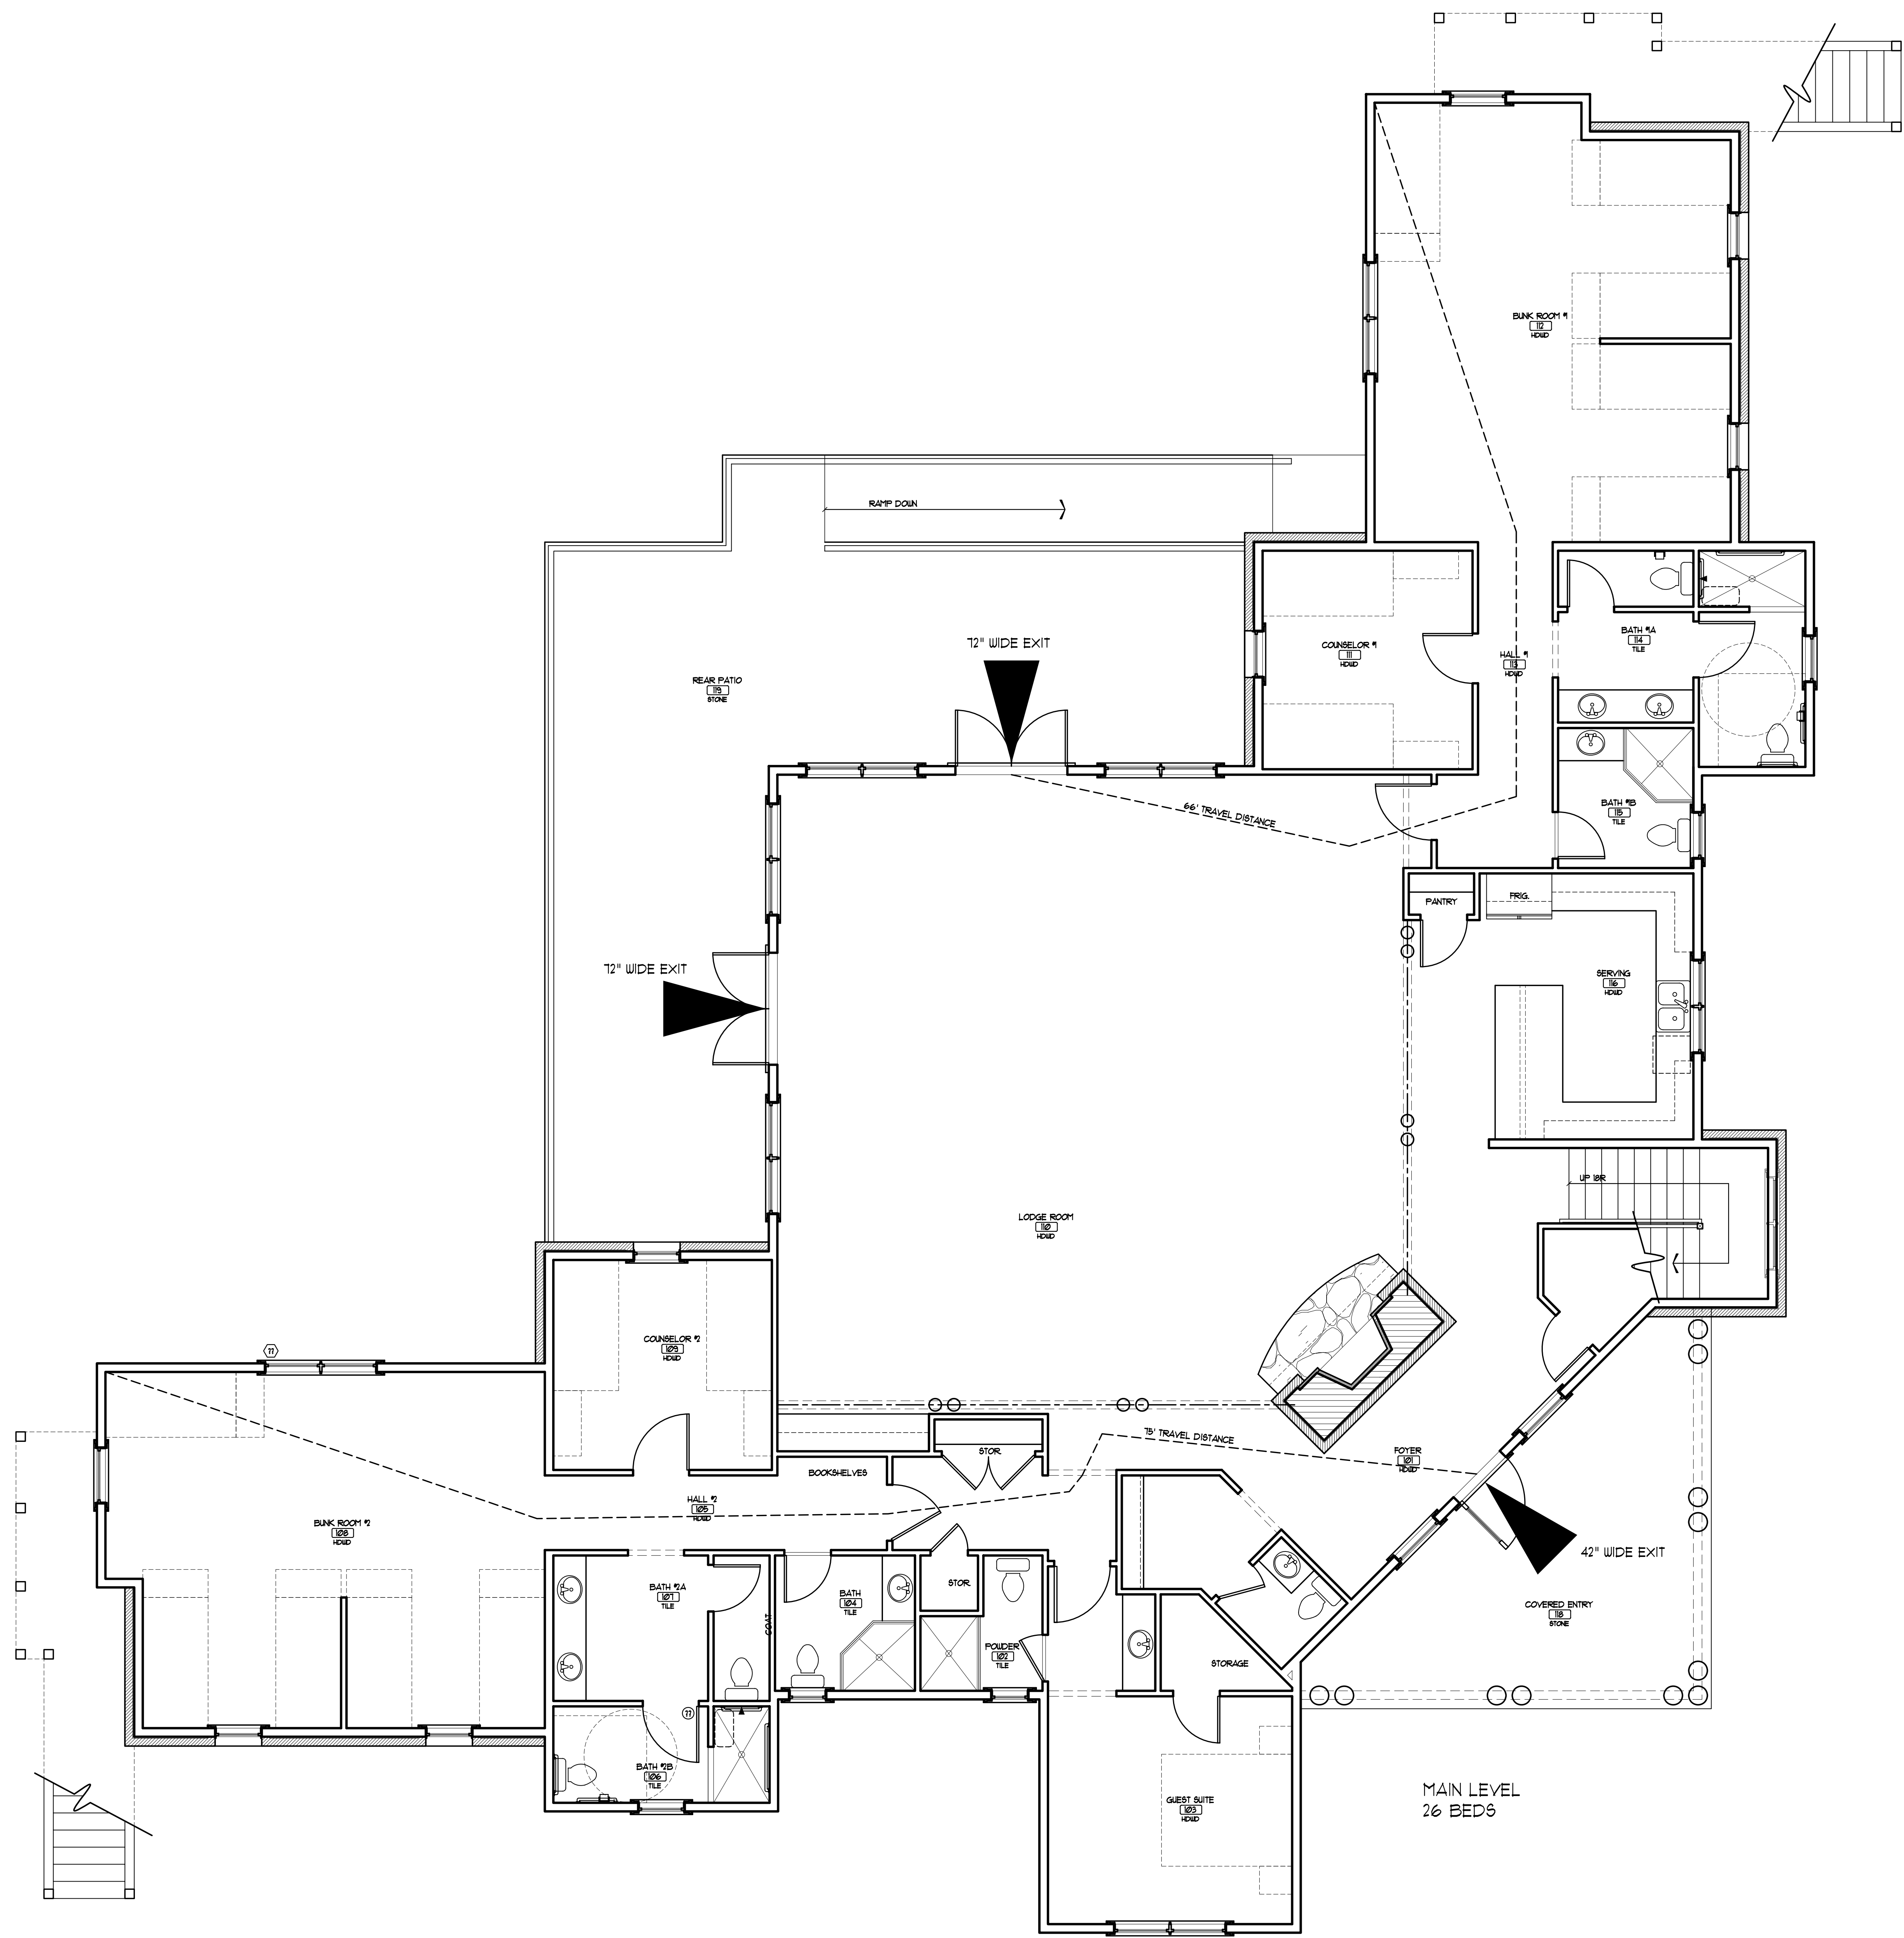 BUNK ROOM #1
112
HDWD
RAMP DOWN
72" WIDE EXIT
COUNSELOR #1
111
HDWD
HALL #1
113
HDWD
BATH #1A
114
TILE
REAR PATIO
119
STONE
66' TRAVEL DISTANCE
BATH #1B
115
TILE
PANTRY
FRIG.
72" WIDE EXIT
SERVING
116
HDWD
UP 18R
LODGE ROOM
110
HDWD
COUNSELOR #2
109
HDWD
77
75' TRAVEL DISTANCE
STOR.
FOYER
101
HDWD
BOOKSHELVES
HALL #2
105
HDWD
BUNK ROOM #2
108
HDWD
42" WIDE EXIT
BATH #2A
107
TILE
COAT
BATH
104
TILE
STOR.
COVERED ENTRY
118
STONE
POWDER
102
TILE
STORAGE
77
BATH #2B
106
TILE
GUEST SUITE
103
HDWD
MAIN LEVEL
26 BEDS